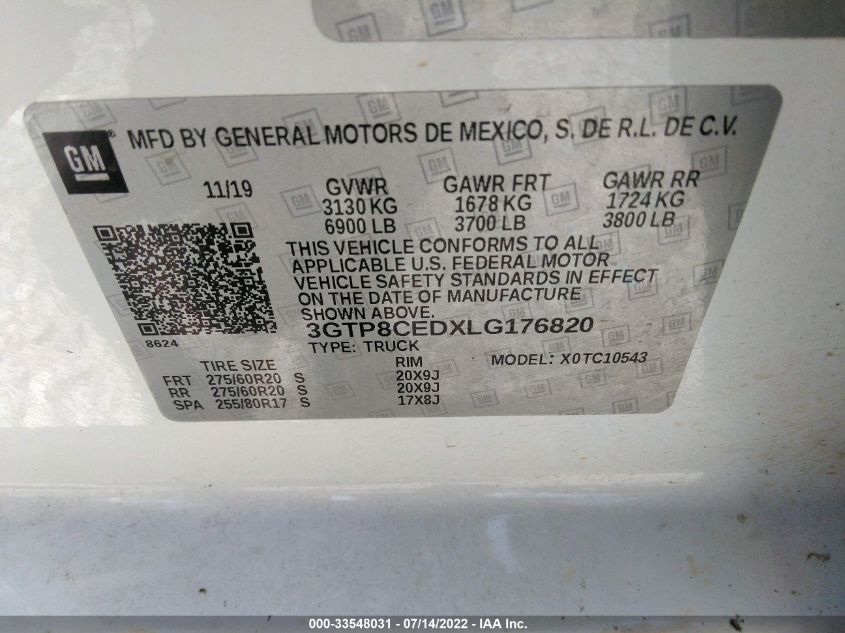 GM
MFD BY GENERAL MOTORS DE MEXICO, S. DE R.L. DE C.V.
11/19 GVWR GAWR FRT GAWR RR
3130 KG 1678 KG 1724 KG
6900 LB 3700 LB 3800 LB
THIS VEHICLE CONFORMS TO ALL
APPLICABLE U.S. FEDERAL MOTOR
VEHICLE SAFETY STANDARDS IN EFFECT
ON THE DATE OF MANUFACTURE
SHOWN ABOVE.
8624
3GTP8CEDXLG176820
TYPE: TRUCK MODEL: X0TC10543
TIRE SIZE RIM
FRT 275/60R20 S 20X9J
RR 275/60R20 S 20X9J
SPA 255/80R17 S 17X8J
000-33548031 - 07/14/2022 - IAA Inc.